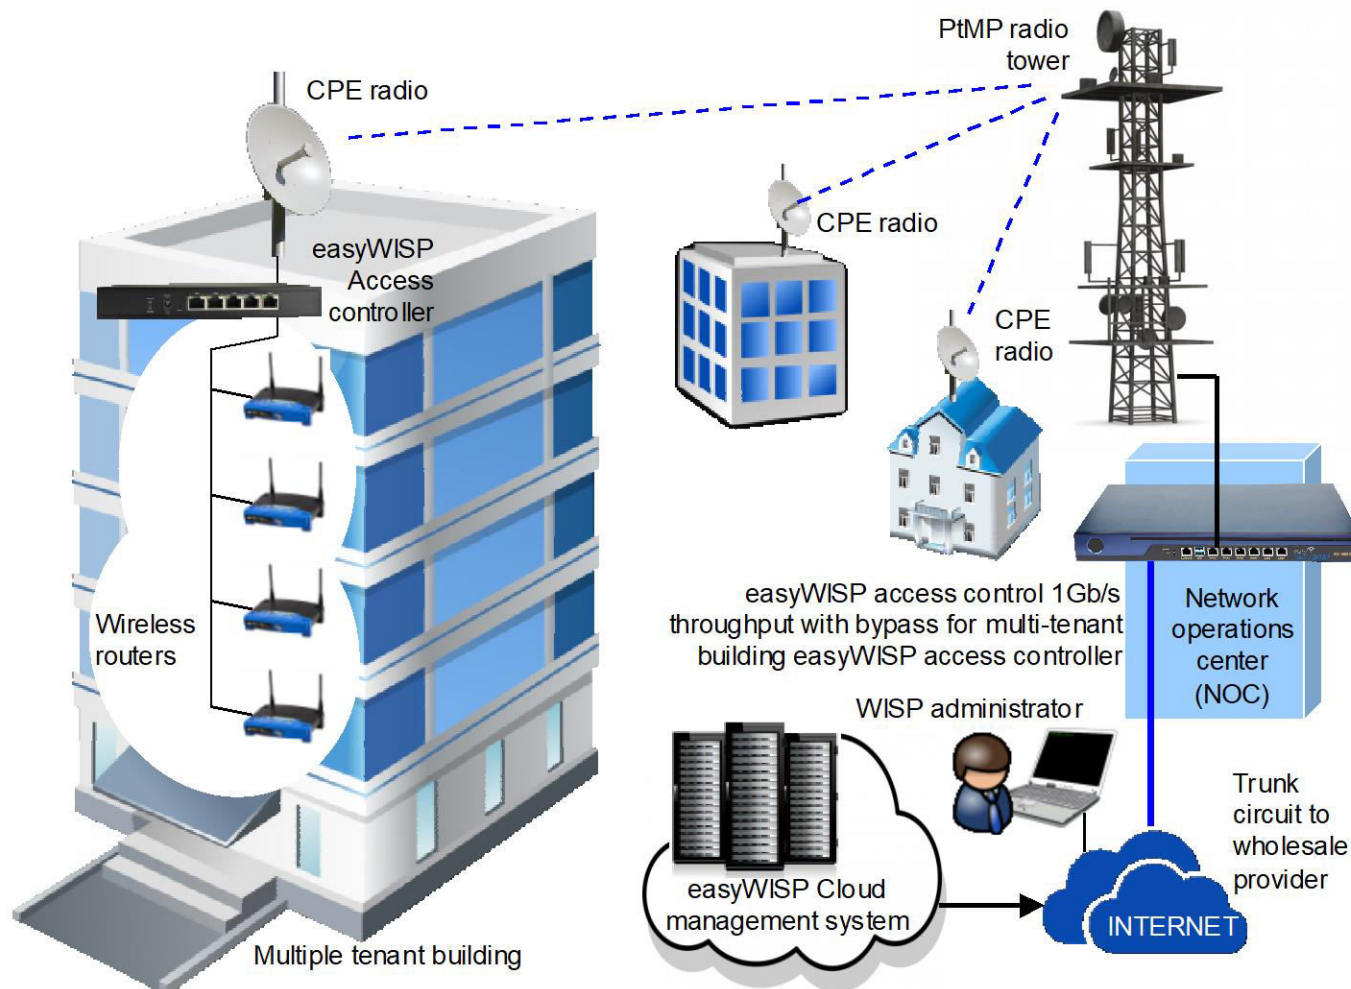 PtMP radio
tower
CPE radio
CPE radio
easyWISP
Access
controller
CPE
radio
Wireless
routers
easyWISP access control 1Gb/s
throughput with bypass for multi-tenant
building easyWISP access controller
Network
operations
center
(NOC)
WISP administrator
Trunk
circuit to
wholesale
provider
easyWISP Cloud
management system
INTERNET
Multiple tenant building